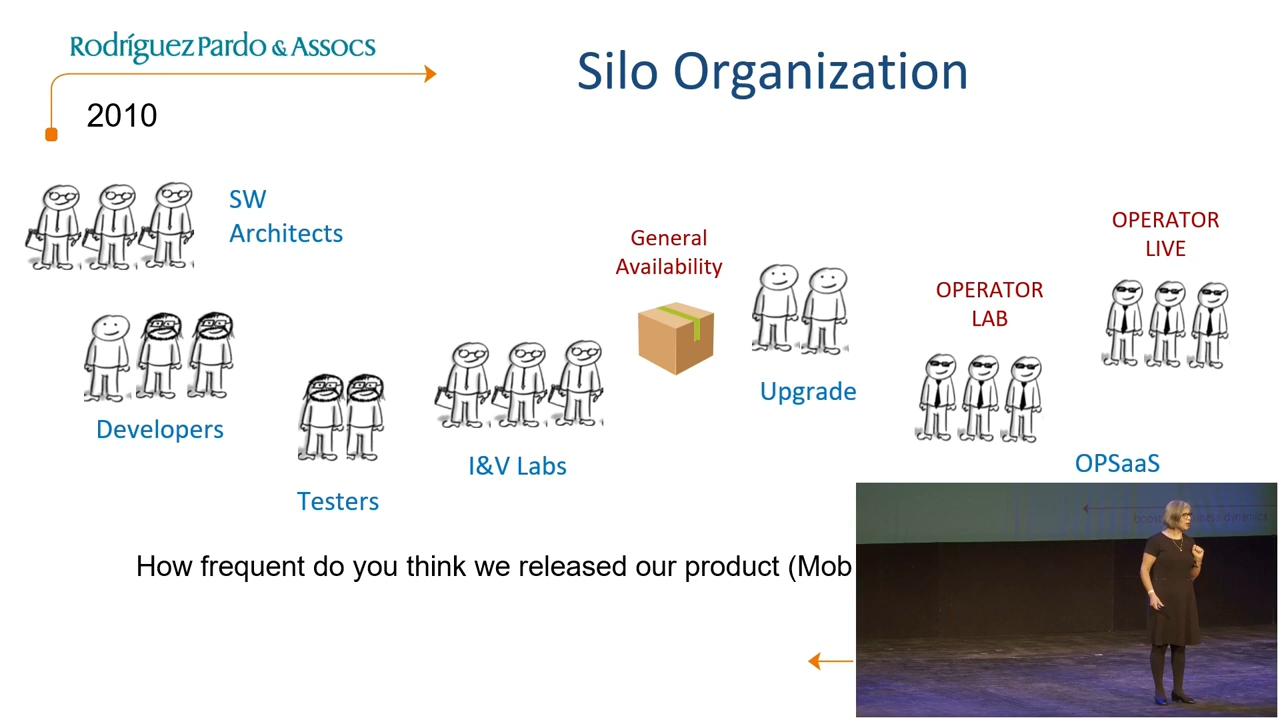 Rodríguez Pardo & Assocs
Silo Organization
2010
SW
Architects
OPERATOR
LIVE
General
Availability
OPERATOR
LAB
Upgrade
Developers
I&V Labs
OPSaaS
Testers
How frequent do you think we released our product (Mob